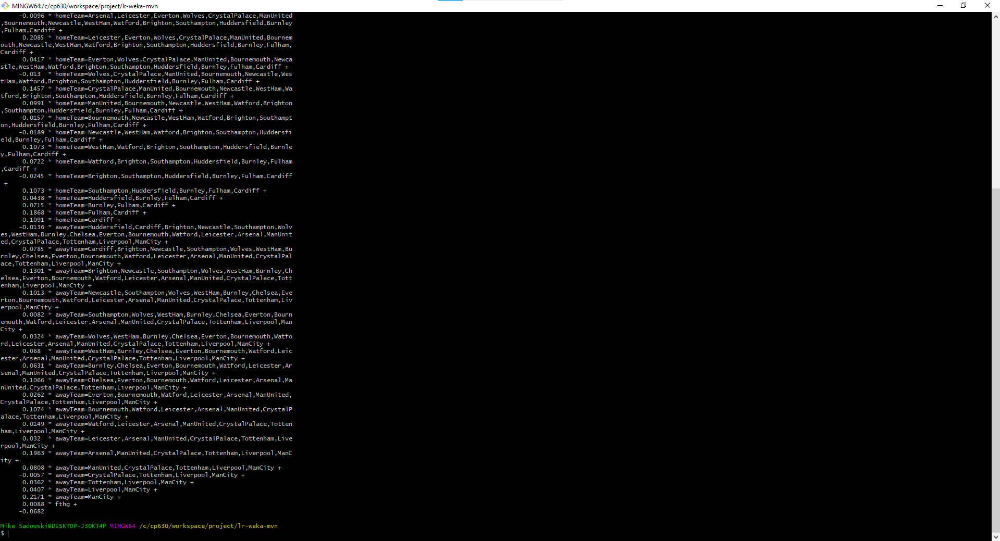 MINGW64:/c/cp630/workspace/project/lr-weka-mvn
-0.0096 * homeTeam=Arsenal,Leicester,Everton,Wolves,CrystalPalace,ManUnited
,Bournemouth,Newcastle,WestHam,Watford,Brighton,Southampton,Huddersfield,Burnley
,Fulham,Cardiff +
0.2085 * homeTeam=Leicester,Everton,Wolves,CrystalPalace,ManUnited,Bournem
outh,Newcastle,WestHam,Watford,Brighton,Southampton,Huddersfield,Burnley,Fulham,
Cardiff +
0.0417 * homeTeam=Everton,Wolves,CrystalPalace,ManUnited,Bournemouth,Newca
stle,WestHam,Watford,Brighton,Southampton,Huddersfield,Burnley,Fulham,Cardiff +
-0.013  * homeTeam=Wolves,CrystalPalace,ManUnited,Bournemouth,Newcastle,Wes
tHam,Watford,Brighton,Southampton,Huddersfield,Burnley,Fulham,Cardiff +
0.1457 * homeTeam=CrystalPalace,ManUnited,Bournemouth,Newcastle,WestHam,Wa
tford,Brighton,Southampton,Huddersfield,Burnley,Fulham,Cardiff +
0.0991 * homeTeam=ManUnited,Bournemouth,Newcastle,WestHam,Watford,Brighton
,Southampton,Huddersfield,Burnley,Fulham,Cardiff +
-0.0157 * homeTeam=Bournemouth,Newcastle,WestHam,Watford,Brighton,Southampt
on,Huddersfield,Burnley,Fulham,Cardiff +
-0.0189 * homeTeam=Newcastle,WestHam,Watford,Brighton,Southampton,Huddersfi
eld,Burnley,Fulham,Cardiff +
0.1073 * homeTeam=WestHam,Watford,Brighton,Southampton,Huddersfield,Burnle
y,Fulham,Cardiff +
0.0722 * homeTeam=Watford,Brighton,Southampton,Huddersfield,Burnley,Fulham
,Cardiff +
-0.0245 * homeTeam=Brighton,Southampton,Huddersfield,Burnley,Fulham,Cardiff
+
0.1073 * homeTeam=Southampton,Huddersfield,Burnley,Fulham,Cardiff +
0.0438 * homeTeam=Huddersfield,Burnley,Fulham,Cardiff +
0.0715 * homeTeam=Burnley,Fulham,Cardiff +
0.1868 * homeTeam=Fulham,Cardiff +
0.1091 * homeTeam=Cardiff +
-0.0136 * awayTeam=Huddersfield,Cardiff,Brighton,Newcastle,Southampton,Wolv
es,WestHam,Burnley,Chelsea,Everton,Bournemouth,Watford,Leicester,Arsenal,ManUnit
ed,CrystalPalace,Tottenham,Liverpool,ManCity +
0.0785 * awayTeam=Cardiff,Brighton,Newcastle,Southampton,Wolves,WestHam,Bu
rnley,Chelsea,Everton,Bournemouth,Watford,Leicester,Arsenal,ManUnited,CrystalPal
ace,Tottenham,Liverpool,ManCity +
0.1301 * awayTeam=Brighton,Newcastle,Southampton,Wolves,WestHam,Burnley,Ch
elsea,Everton,Bournemouth,Watford,Leicester,Arsenal,ManUnited,CrystalPalace,Tott
enham,Liverpool,ManCity +
0.1013 * awayTeam=Newcastle,Southampton,Wolves,WestHam,Burnley,Chelsea,Eve
rton,Bournemouth,Watford,Leicester,Arsenal,ManUnited,CrystalPalace,Tottenham,Liv
erpool,ManCity +
0.0082 * awayTeam=Southampton,Wolves,WestHam,Burnley,Chelsea,Everton,Bourn
emouth,Watford,Leicester,Arsenal,ManUnited,CrystalPalace,Tottenham,Liverpool,Man
City +
0.0324 * awayTeam=Wolves,WestHam,Burnley,Chelsea,Everton,Bournemouth,Watfo
rd,Leicester,Arsenal,ManUnited,CrystalPalace,Tottenham,Liverpool,ManCity +
0.068  * awayTeam=WestHam,Burnley,Chelsea,Everton,Bournemouth,Watford,Leic
ester,Arsenal,ManUnited,CrystalPalace,Tottenham,Liverpool,ManCity +
0.0631 * awayTeam=Burnley,Chelsea,Everton,Bournemouth,Watford,Leicester,Ar
senal,ManUnited,CrystalPalace,Tottenham,Liverpool,ManCity +
0.1066 * awayTeam=Chelsea,Everton,Bournemouth,Watford,Leicester,Arsenal,Ma
nUnited,CrystalPalace,Tottenham,Liverpool,ManCity +
0.0262 * awayTeam=Everton,Bournemouth,Watford,Leicester,Arsenal,ManUnited,
CrystalPalace,Tottenham,Liverpool,ManCity +
0.1074 * awayTeam=Bournemouth,Watford,Leicester,Arsenal,ManUnited,CrystalP
alace,Tottenham,Liverpool,ManCity +
0.0149 * awayTeam=Watford,Leicester,Arsenal,ManUnited,CrystalPalace,Totten
ham,Liverpool,ManCity +
0.032  * awayTeam=Leicester,Arsenal,ManUnited,CrystalPalace,Tottenham,Live
rpool,ManCity +
0.1963 * awayTeam=Arsenal,ManUnited,CrystalPalace,Tottenham,Liverpool,ManC
ity +
0.0808 * awayTeam=ManUnited,CrystalPalace,Tottenham,Liverpool,ManCity +
-0.0057 * awayTeam=CrystalPalace,Tottenham,Liverpool,ManCity +
0.0362 * awayTeam=Tottenham,Liverpool,ManCity +
0.0407 * awayTeam=Liverpool,ManCity +
0.2171 * awayTeam=ManCity +
0.0088 * fthg +
-0.0682
Mike Sadowski@DESKTOP-J3OKT4P MINGW64 /c/cp630/workspace/project/lr-weka-mvn
$